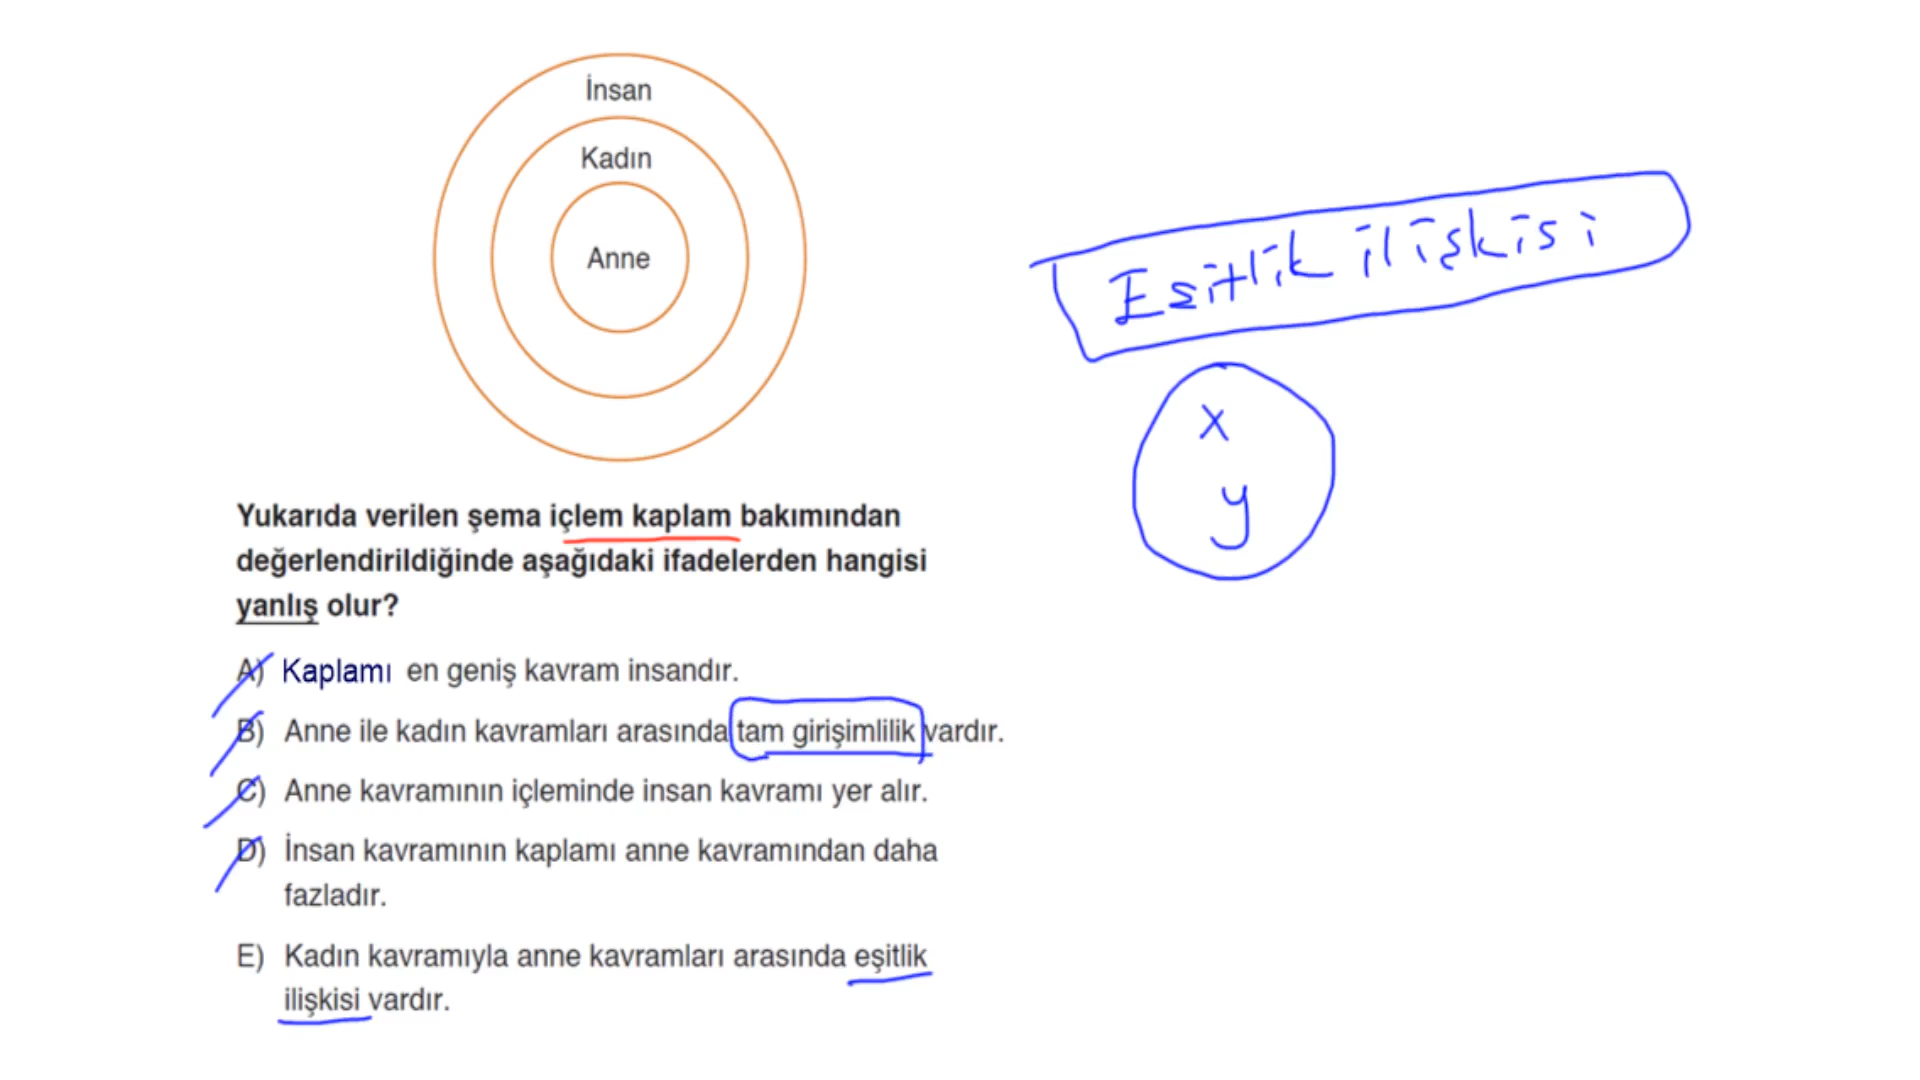 İnsan
Kadın
Anne
Eşitlik ilişkisi
x
y
Yukarıda verilen şema içlem kaplam bakımından
değerlendirildiğinde aşağıdaki ifadelerden hangisi
yanlış olur?
A) Kaplamı en geniş kavram insandır.
B) Anne ile kadın kavramları arasında tam girişimlilik vardır.
C) Anne kavramının içleminde insan kavramı yer alır.
D) İnsan kavramının kaplamı anne kavramından daha
fazladır.
E) Kadın kavramıyla anne kavramları arasında eşitlik
ilişkisi vardır.